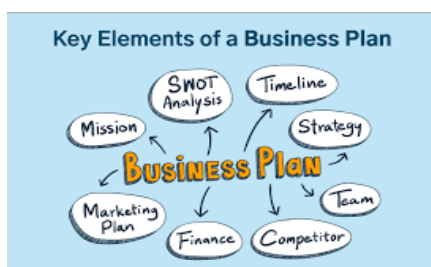 Key Elements of a Business Plan
SWOT
Analysis
Timeline
Mission
Strategy
Business Plan
Marketing
Plan
Finance
Competitor
Team